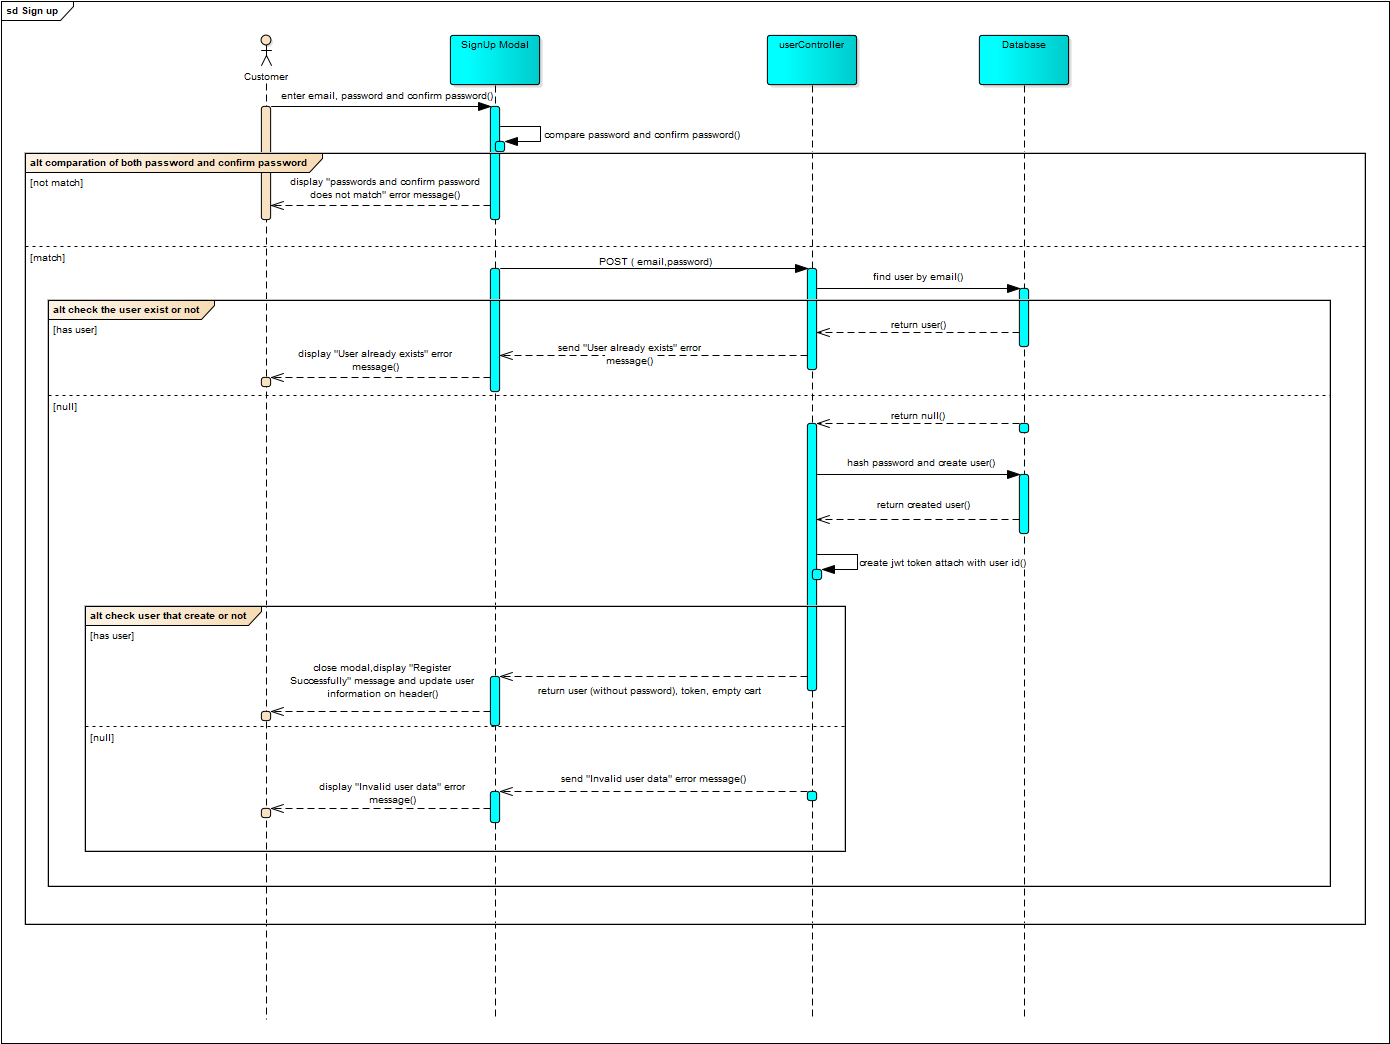 sd Sign up
SignUp Modal
userController
Database
Customer
enter email, password and confirm password()
compare password and confirm password()
alt comparation of both password and confirm password
[not match]
display "passwords and confirm password
does not match" error message()
[match]
POST ( email,password)
find user by email()
alt check the user exist or not
[has user]
return user()
send "User already exists" error
message()
display "User already exists" error
message()
[null]
return null()
hash password and create user()
return created user()
create jwt token attach with user id()
alt check user that create or not
[has user]
close modal,display "Register
Successfully" message and update user
information on header()
return user (without password), token, empty cart
[null]
send "Invalid user data" error message()
display "Invalid user data" error
message()